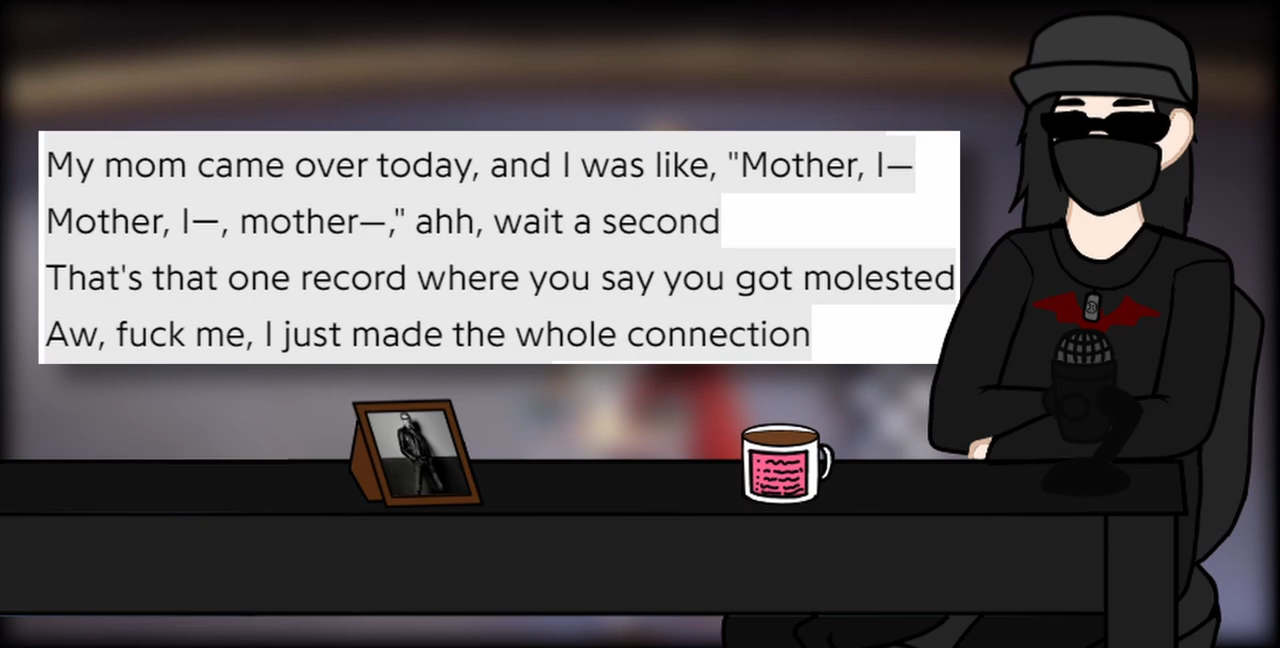 My mom came over today, and I was like, "Mother, I—
Mother, I—, mother—," ahh, wait a second
That's that one record where you say you got molested
Aw, fuck me, I just made the whole connection